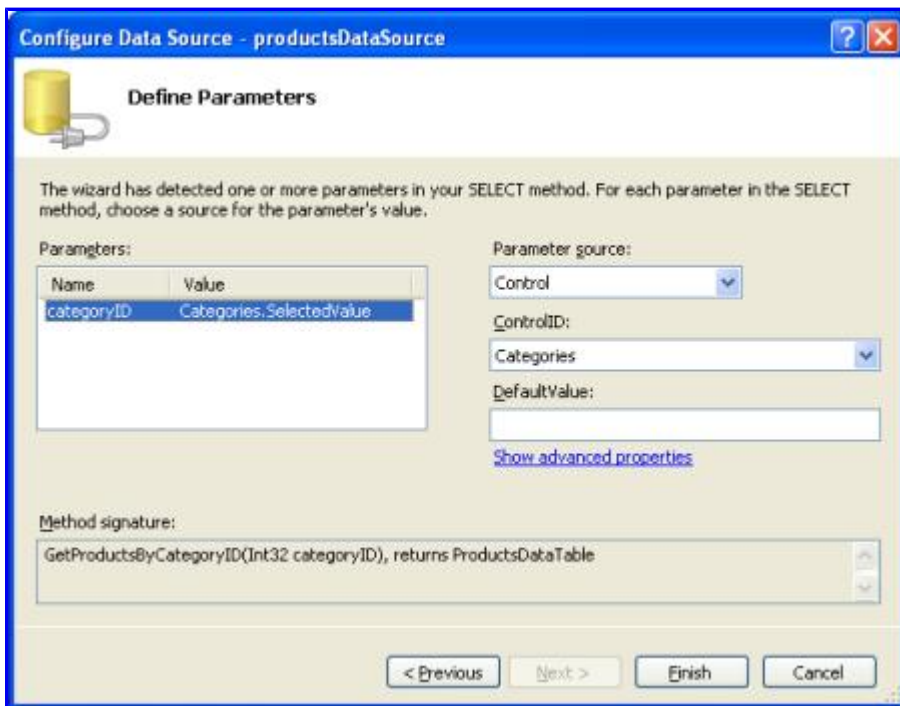 Configure Data Source - productsDataSource
Define Parameters
The wizard has detected one or more parameters in your SELECT method. For each parameter in the SELECT
method, choose a source for the parameter's value.
Parameters:
Name Value
categoryID Categories.SelectedValue
Parameter source:
Control
ControlID:
Categories
DefaultValue:
Show advanced properties
Method signature:
GetProductsByCategoryID(Int32 categoryID), returns ProductsDataTable
< Previous Next > Finish Cancel